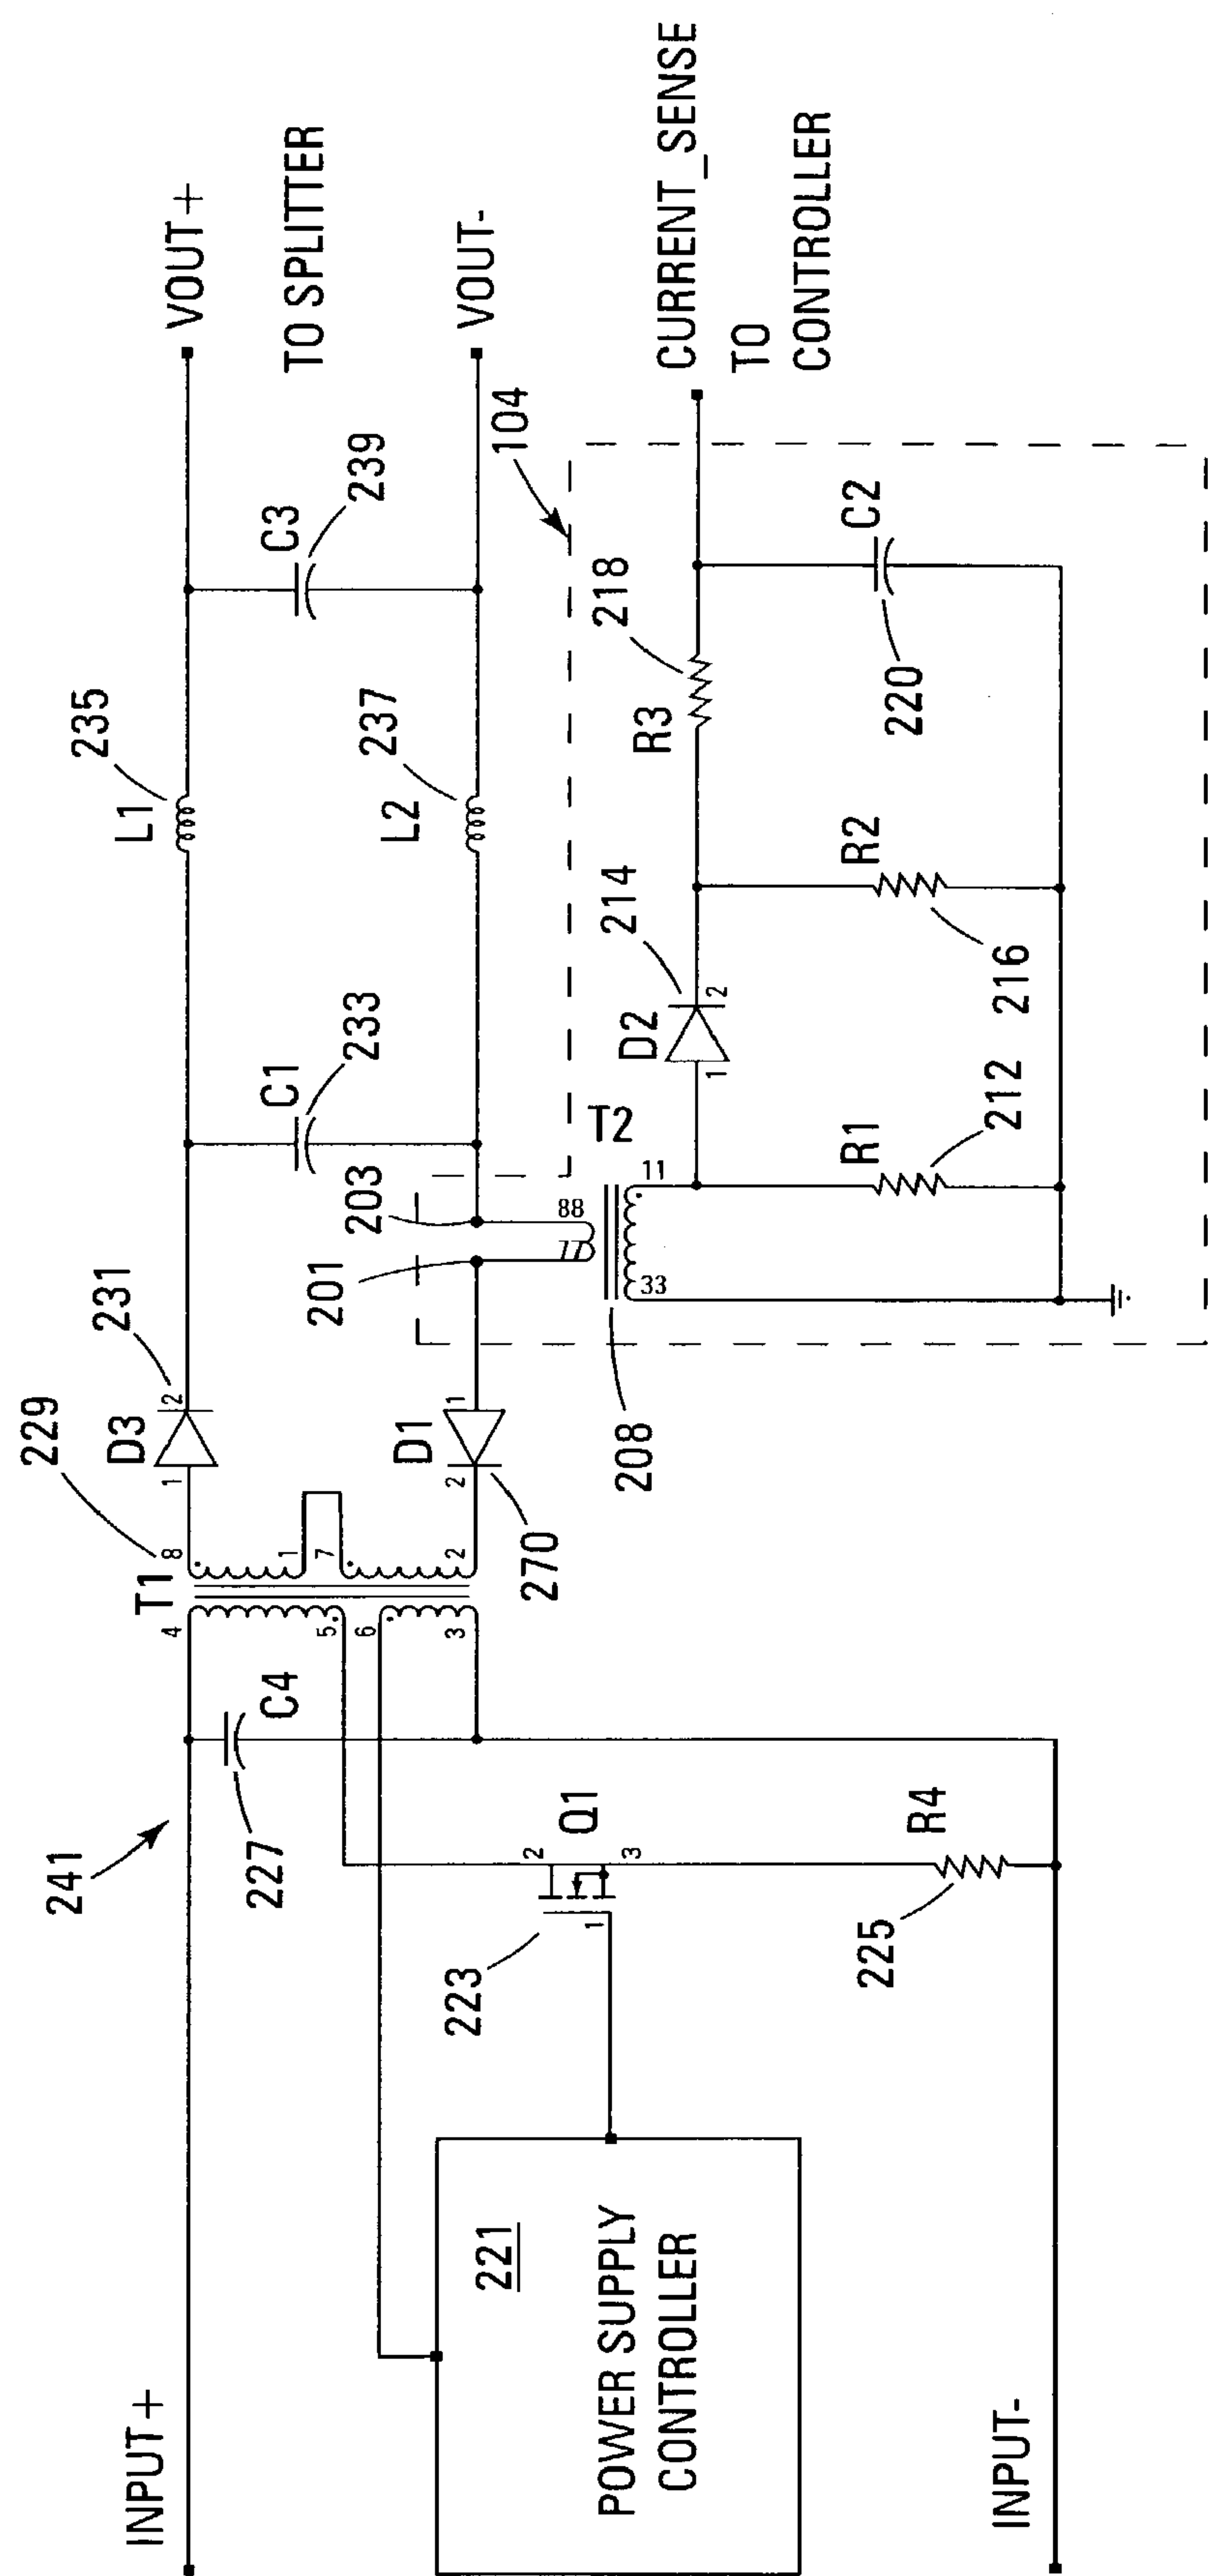 INPUT+
241
C4
227
T1
229
4
5
6
3
8
1
7
2
D3
231
1
2
D1
270
2
1
201
203
C1
233
L1
235
L2
237
C3
239
VOUT+
TO SPLITTER
VOUT-
104
88
77
T2
11
33
208
D2
214
1
2
R1
212
R2
216
R3
218
C2
220
CURRENT_SENSE
TO
CONTROLLER
Q1
2
3
1
223
R4
225
221
POWER SUPPLY
CONTROLLER
INPUT-